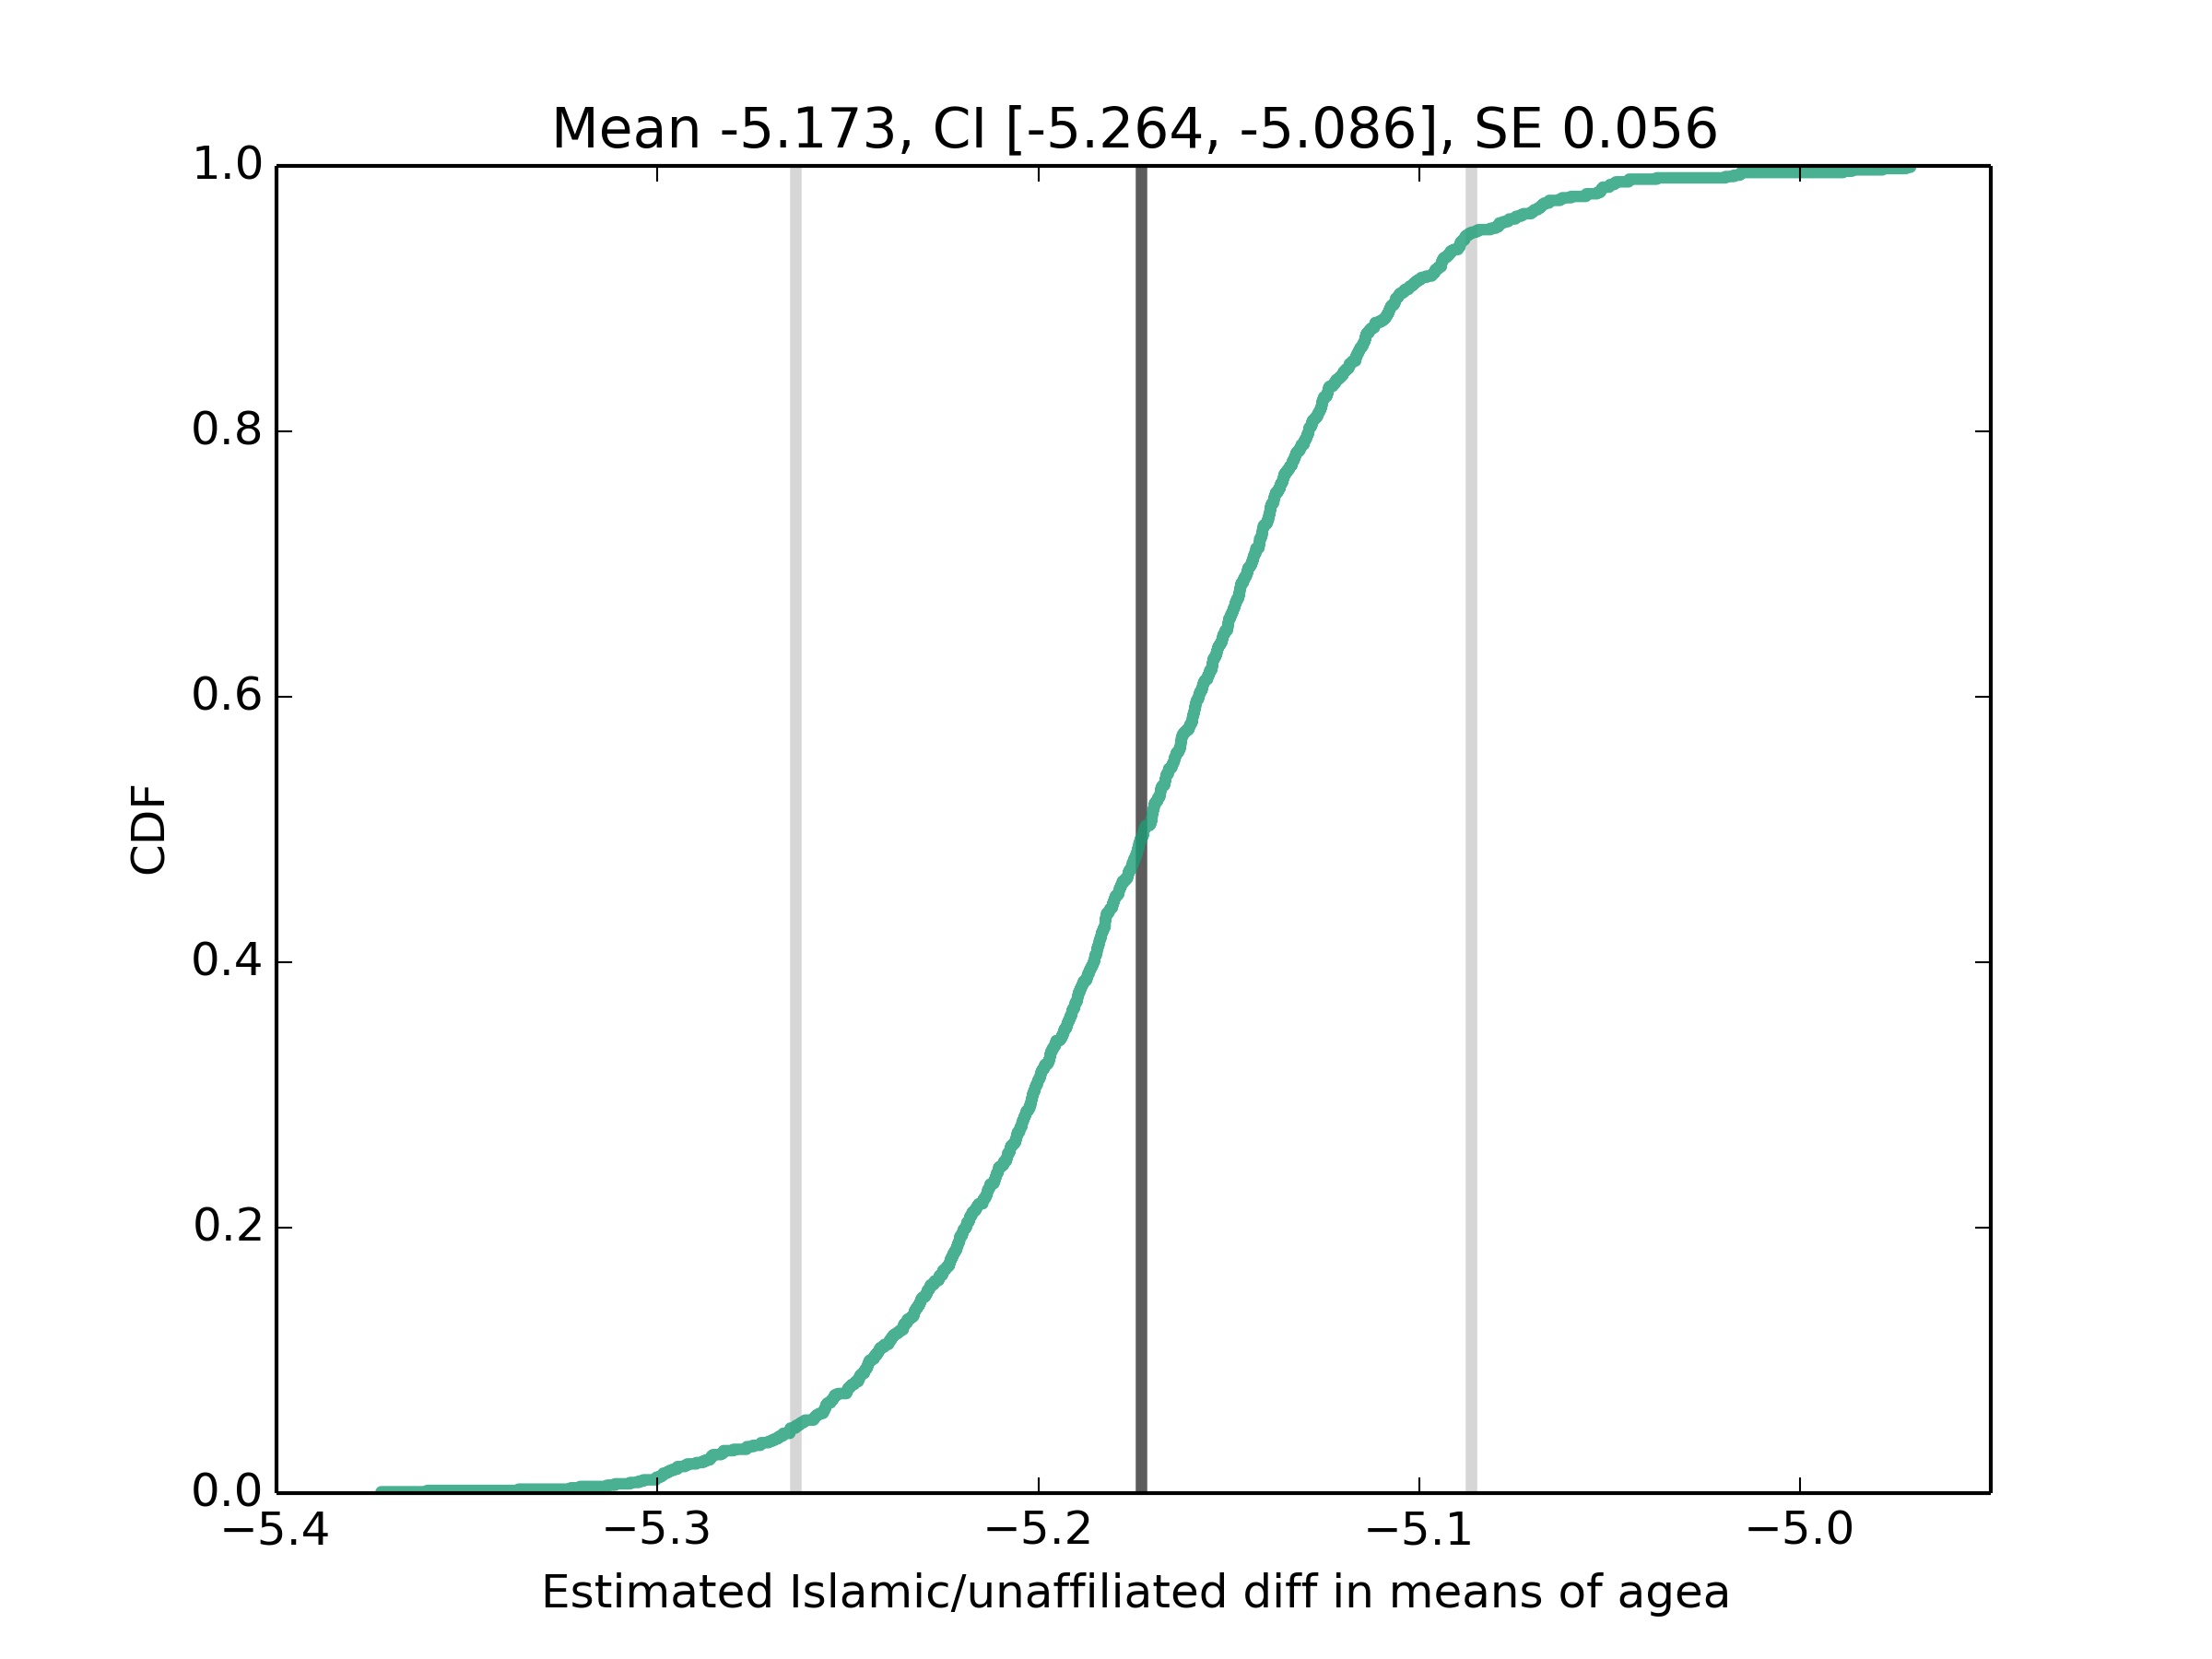 Mean -5.173, CI [-5.264, -5.086], SE 0.056
1.0
0.8
0.6
0.4
0.2
0.0
CDF
−5.4 −5.3 −5.2 −5.1 −5.0
Estimated Islamic/unaffiliated diff in means of agea